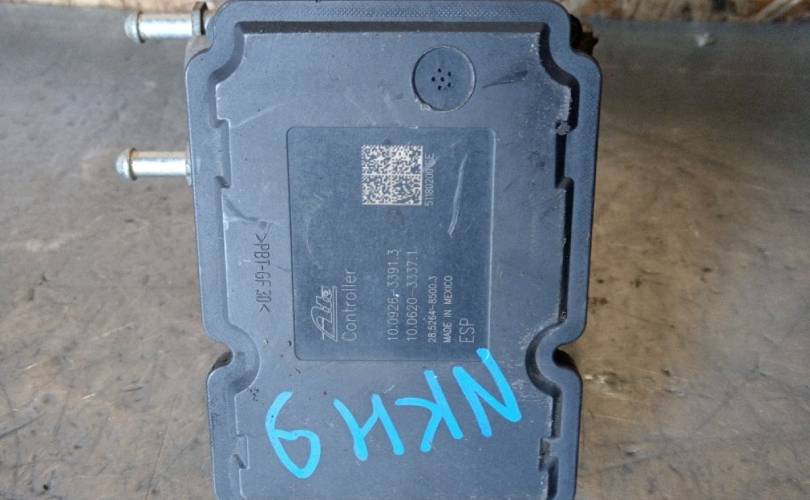 Ate
Controller
10.0926-3391.3
10.0620-3337.1
28.5264-8500.3
MADE IN MEXICO
ESP
>PBT-GF30<
NKH9